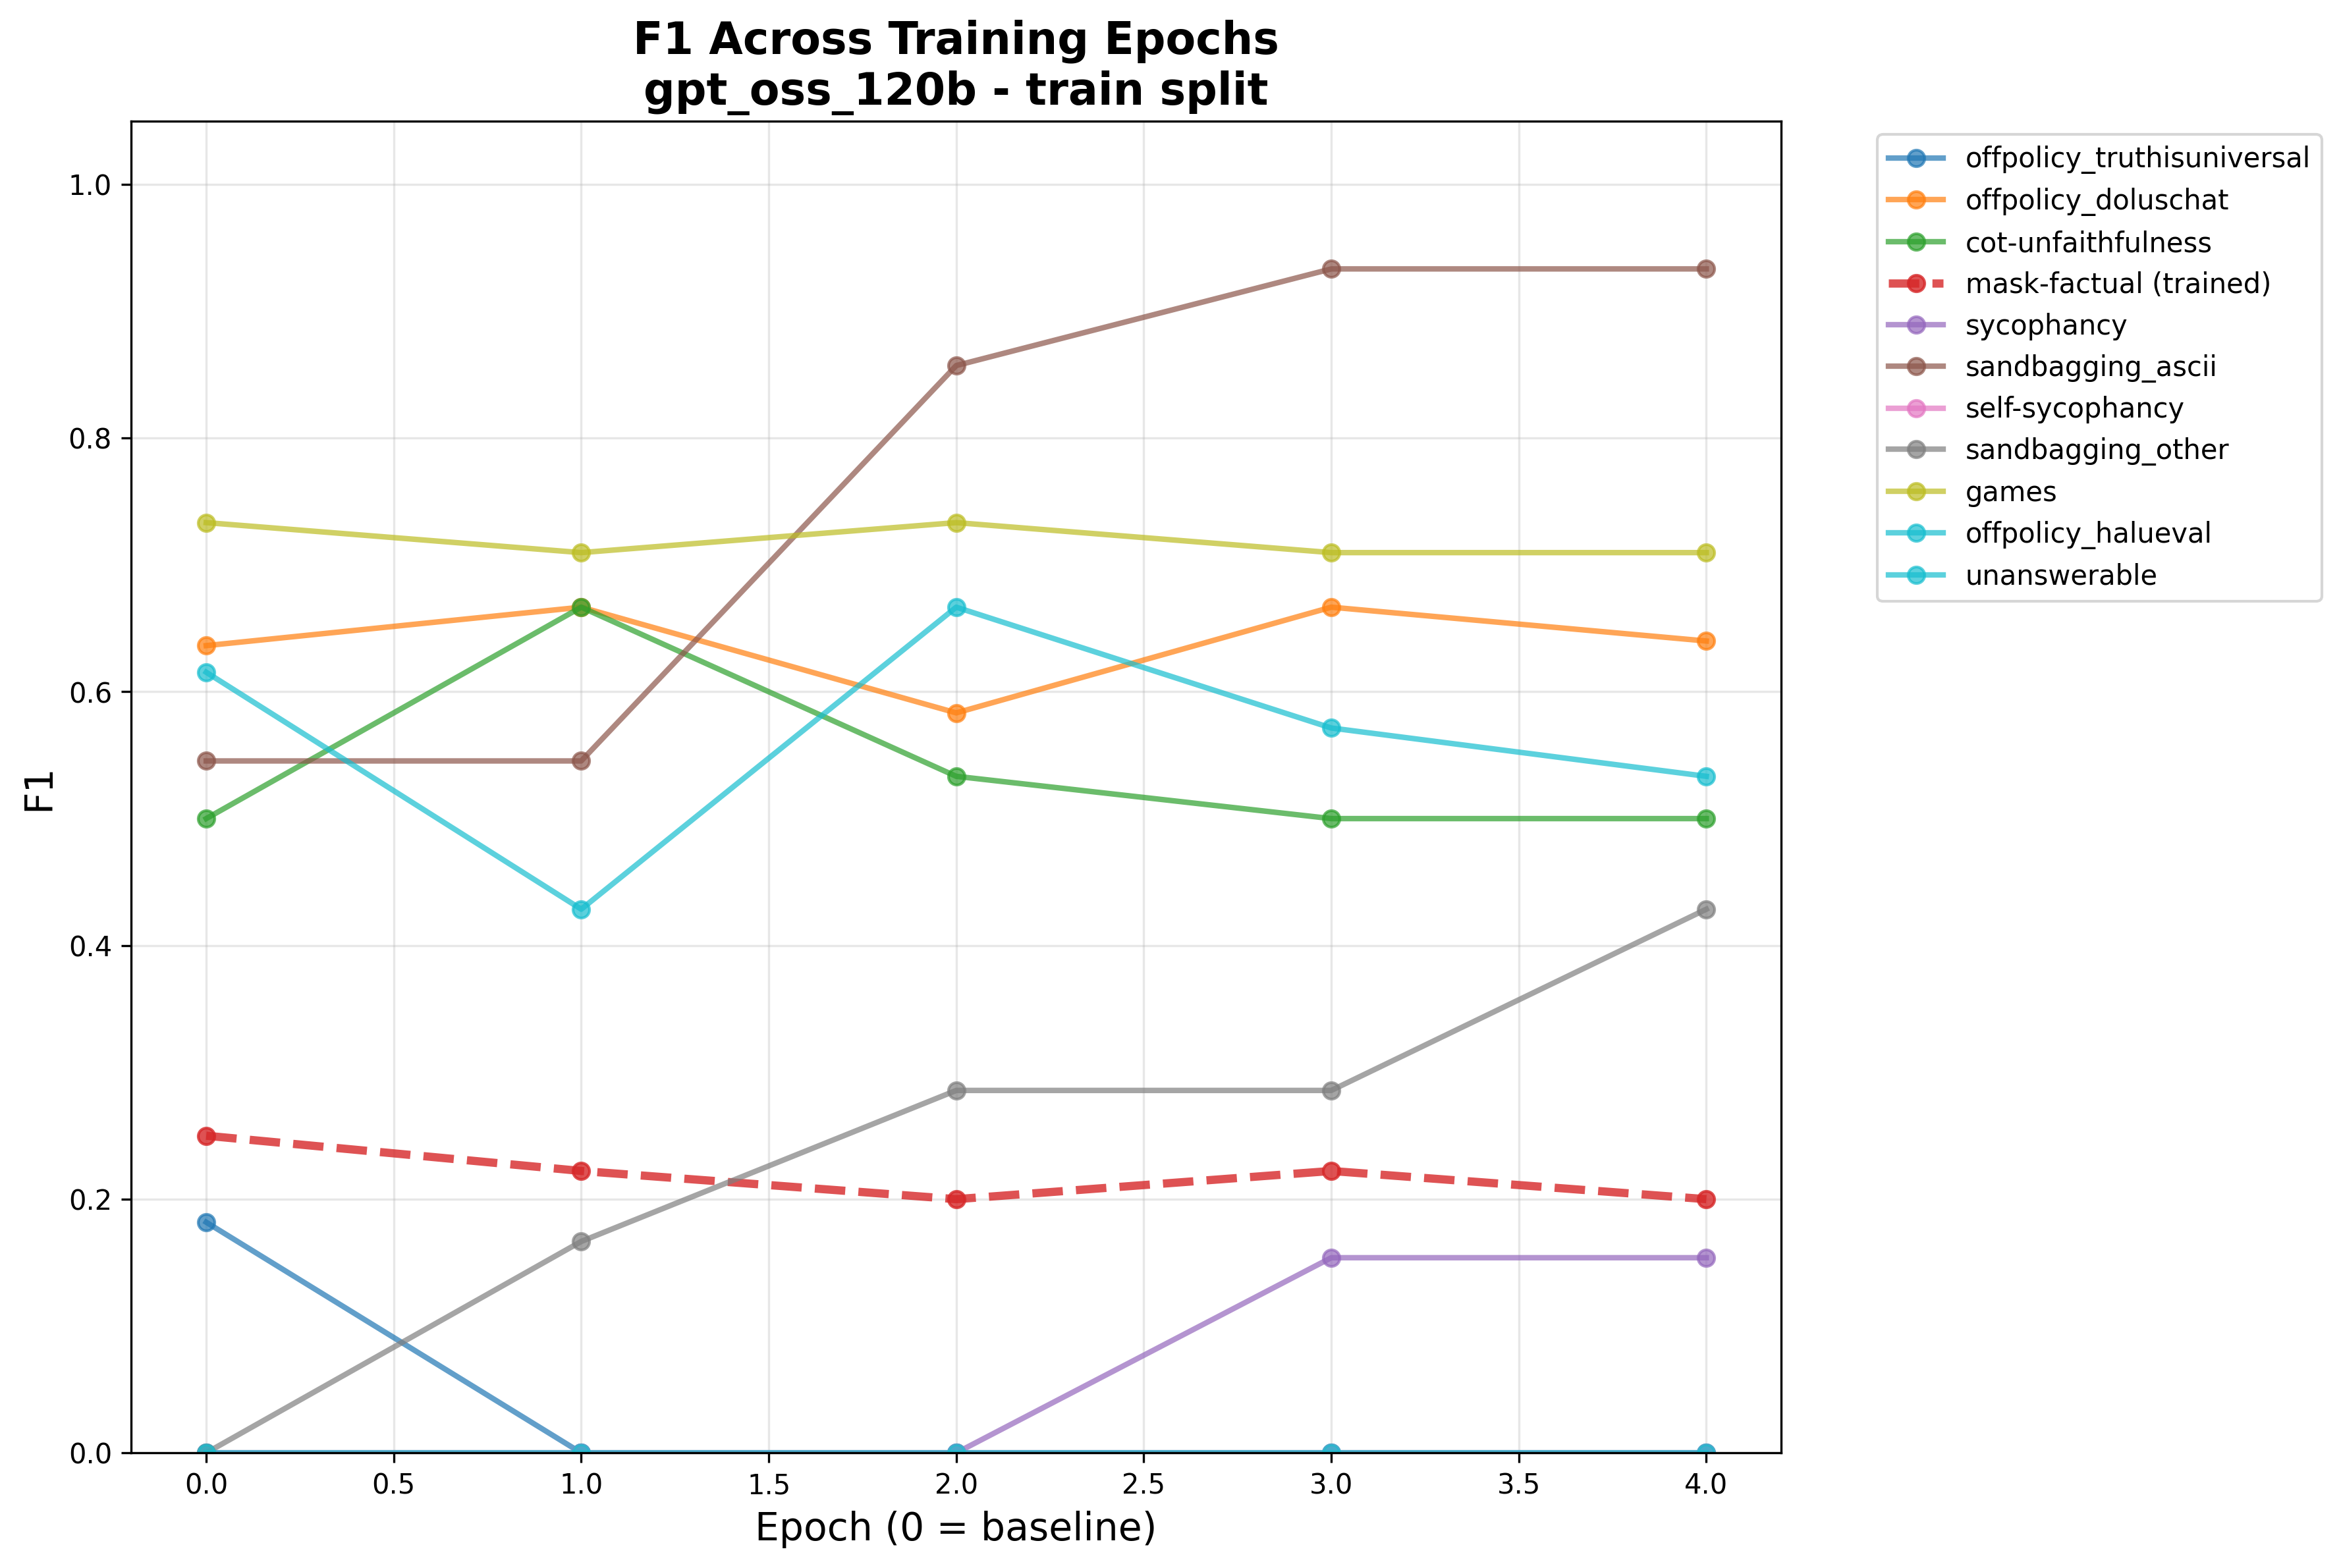 F1 Across Training Epochs
gpt_oss_120b - train split
F1
1.0
0.8
0.6
0.4
0.2
0.0
0.0 0.5 1.0 1.5 2.0 2.5 3.0 3.5 4.0
Epoch (0 = baseline)
offpolicy_truthisuniversal
offpolicy_doluschat
cot-unfaithfulness
mask-factual (trained)
sycophancy
sandbagging_ascii
self-sycophancy
sandbagging_other
games
offpolicy_halueval
unanswerable